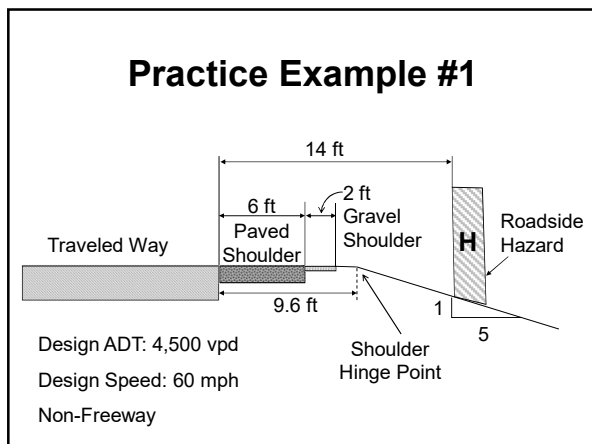 Practice Example #1
14 ft
2 ft
6 ft
Gravel
Shoulder
Paved
Shoulder
Traveled Way
H
Roadside
Hazard
9.6 ft
1
5
Shoulder
Hinge Point
Design ADT: 4,500 vpd
Design Speed: 60 mph
Non-Freeway